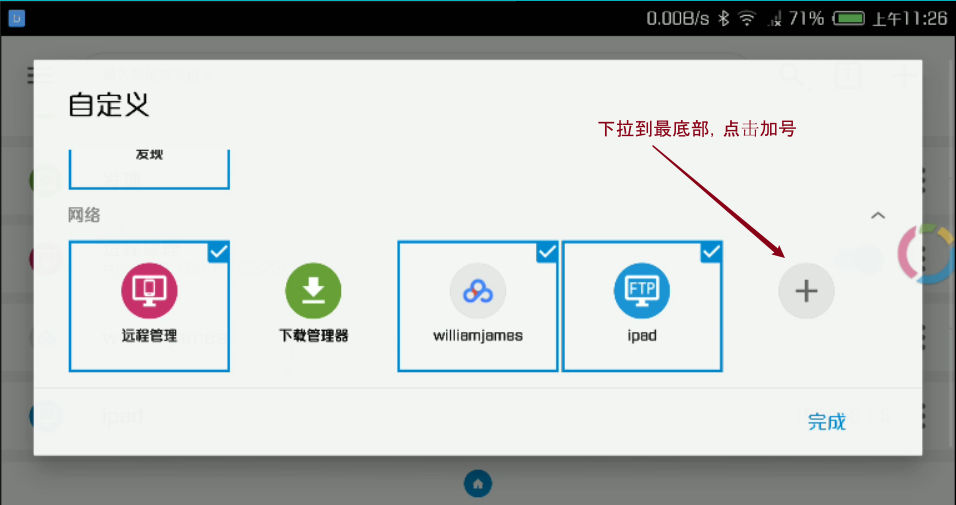 0.00B/s 71% 上午11:26
自定义
下拉到最底部, 点击加号
发现
网络
远程管理
下载管理器
williamjames
FTP
ipad
完成
ipad